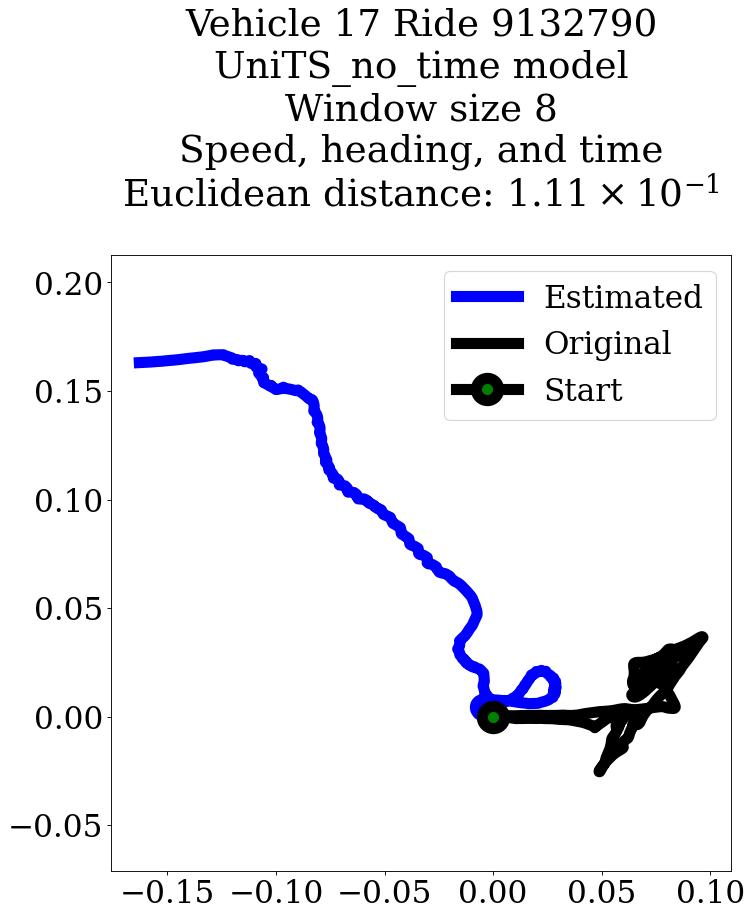 Vehicle 17 Ride 9132790
UniTS_no_time model
Window size 8
Speed, heading, and time
Euclidean distance: 1.11 × 10⁻¹
Estimated
Original
Start
0.20
0.15
0.10
0.05
0.00
−0.05
−0.15 −0.10 −0.05 0.00 0.05 0.10